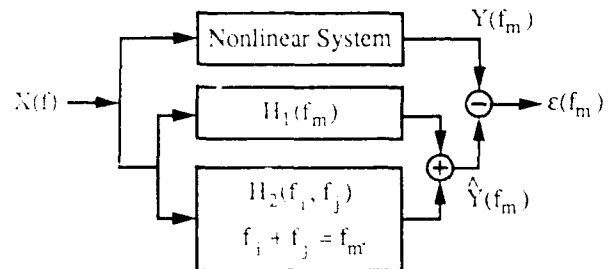 Nonlinear System
Y(f_m)
X(f)
−
ε(f_m)
H_1(f_m)
+
Ŷ(f_m)
H_2(f_i, f_j)
f_i + f_j = f_m.